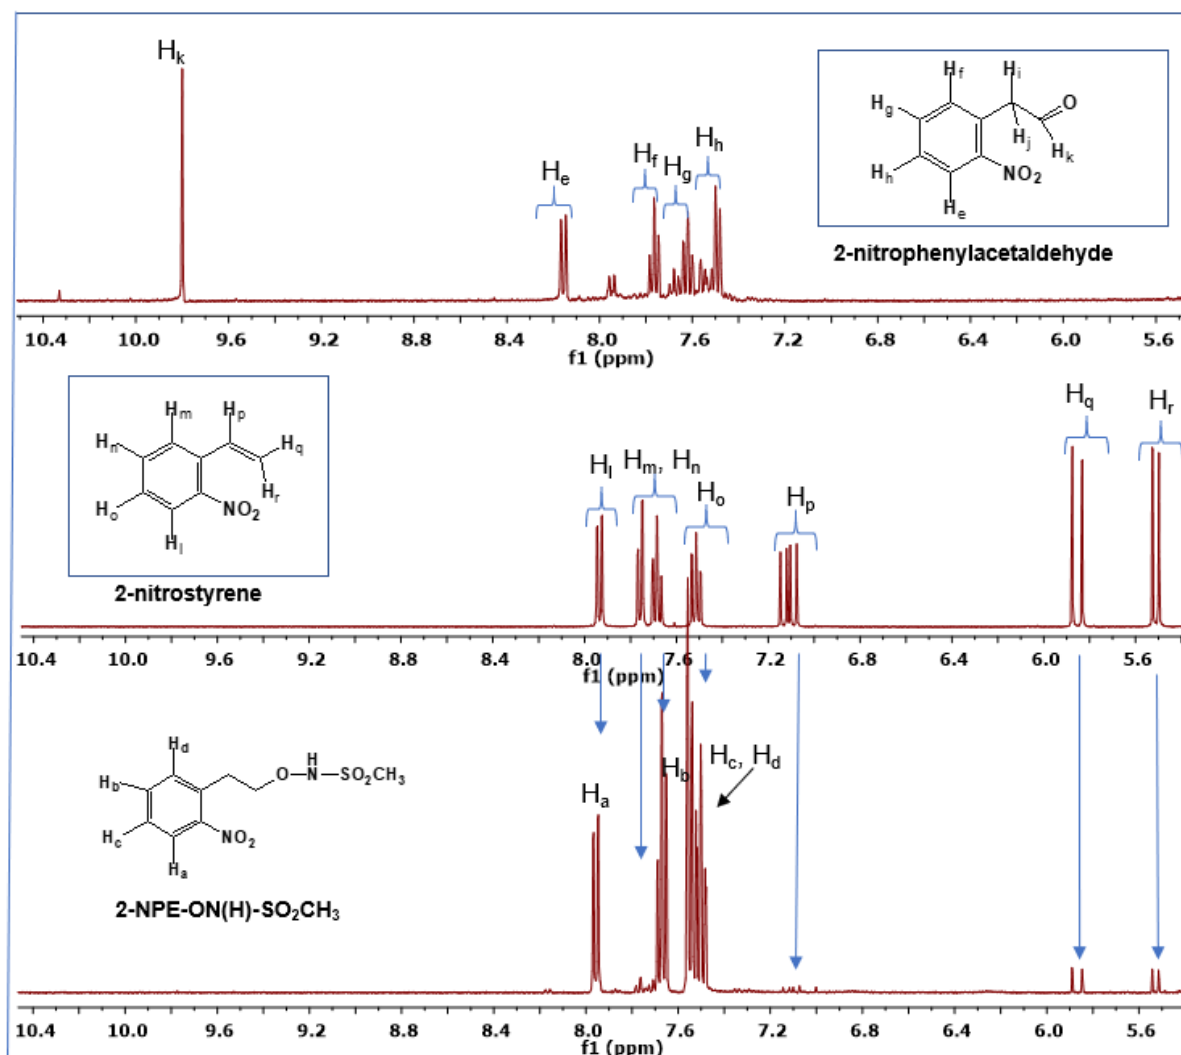 Hk
He
Hf
Hg
Hh
Hf
Hi
Hg
O
Hj
Hk
Hh
NO2
He
2-nitrophenylacetaldehyde
10.4 10.0 9.6 9.2 8.8 8.4 8.0 7.6 7.2 6.8 6.4 6.0 5.6
f1 (ppm)
Hm
Hp
Hn
Hq
Hr
Ho
NO2
Hl
2-nitrostyrene
Hl
Hm, Hn
Ho
Hp
Hq
Hr
10.4 10.0 9.6 9.2 8.8 8.4 8.0 7.6 7.2 6.8 6.4 6.0 5.6
f1 (ppm)
Hd
H
Hb
O N SO2CH3
Hc
NO2
Ha
2-NPE-ON(H)-SO2CH3
Ha
Hb
Hc, Hd
10.4 10.0 9.6 9.2 8.8 8.4 8.0 7.6 7.2 6.8 6.4 6.0 5.6
f1 (ppm)